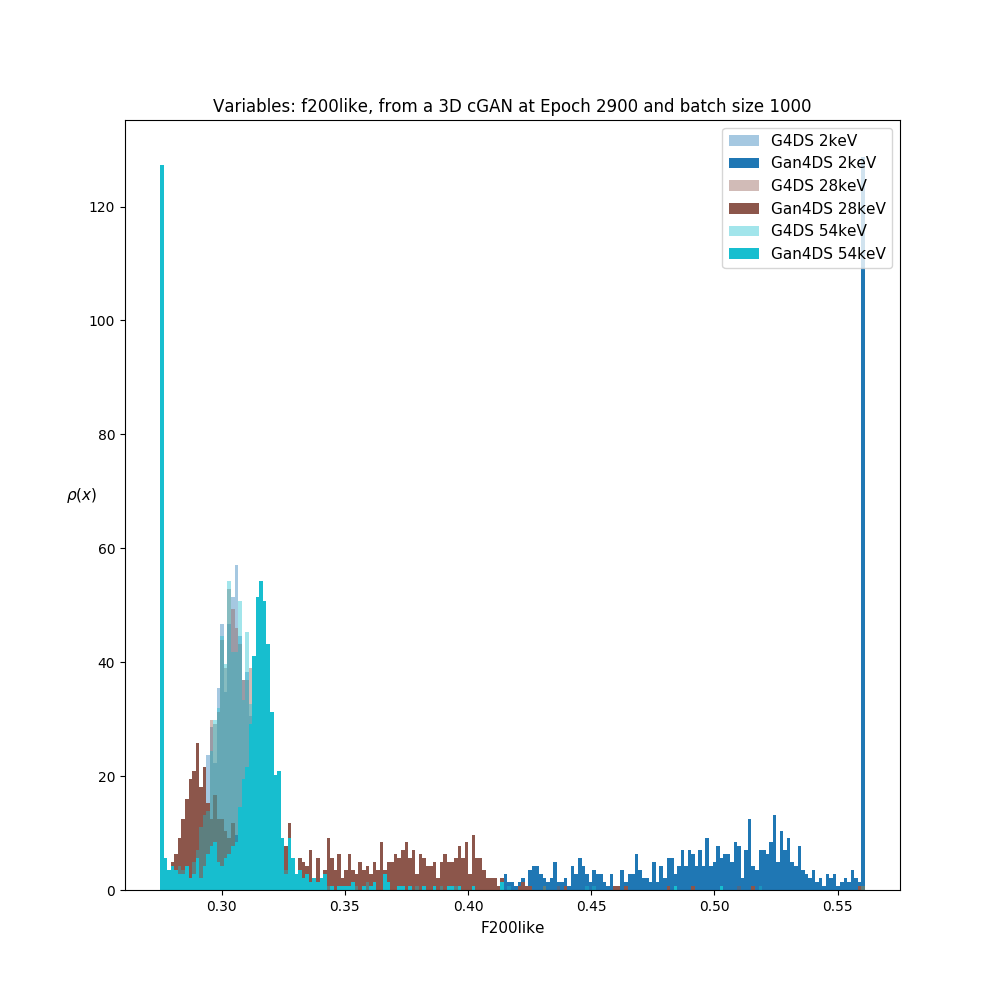 Variables: f200like, from a 3D cGAN at Epoch 2900 and batch size 1000
G4DS 2keV
Gan4DS 2keV
G4DS 28keV
Gan4DS 28keV
G4DS 54keV
Gan4DS 54keV
120
100
80
60
40
20
0
ρ(x)
0.30 0.35 0.40 0.45 0.50 0.55
F200like